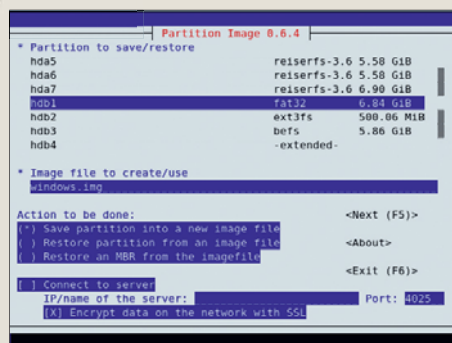 Partition Image 0.6.4
* Partition to save/restore
hda5 reiserfs-3.6 5.58 GiB
hda6 reiserfs-3.6 5.58 GiB
hda7 reiserfs-3.6 6.90 GiB
hdb1 fat32 6.84 GiB
hdb2 ext3fs 500.06 MiB
hdb3 befs 5.86 GiB
hdb4 -extended-
* Image file to create/use
windows.img
Action to be done: <Next (F5)>
(*) Save partition into a new image file
( ) Restore partition from an image file <About>
( ) Restore an MBR from the imagefile
<Exit (F6)>
[ ] Connect to server
IP/name of the server: Port: 4025
[X] Encrypt data on the network with SSL